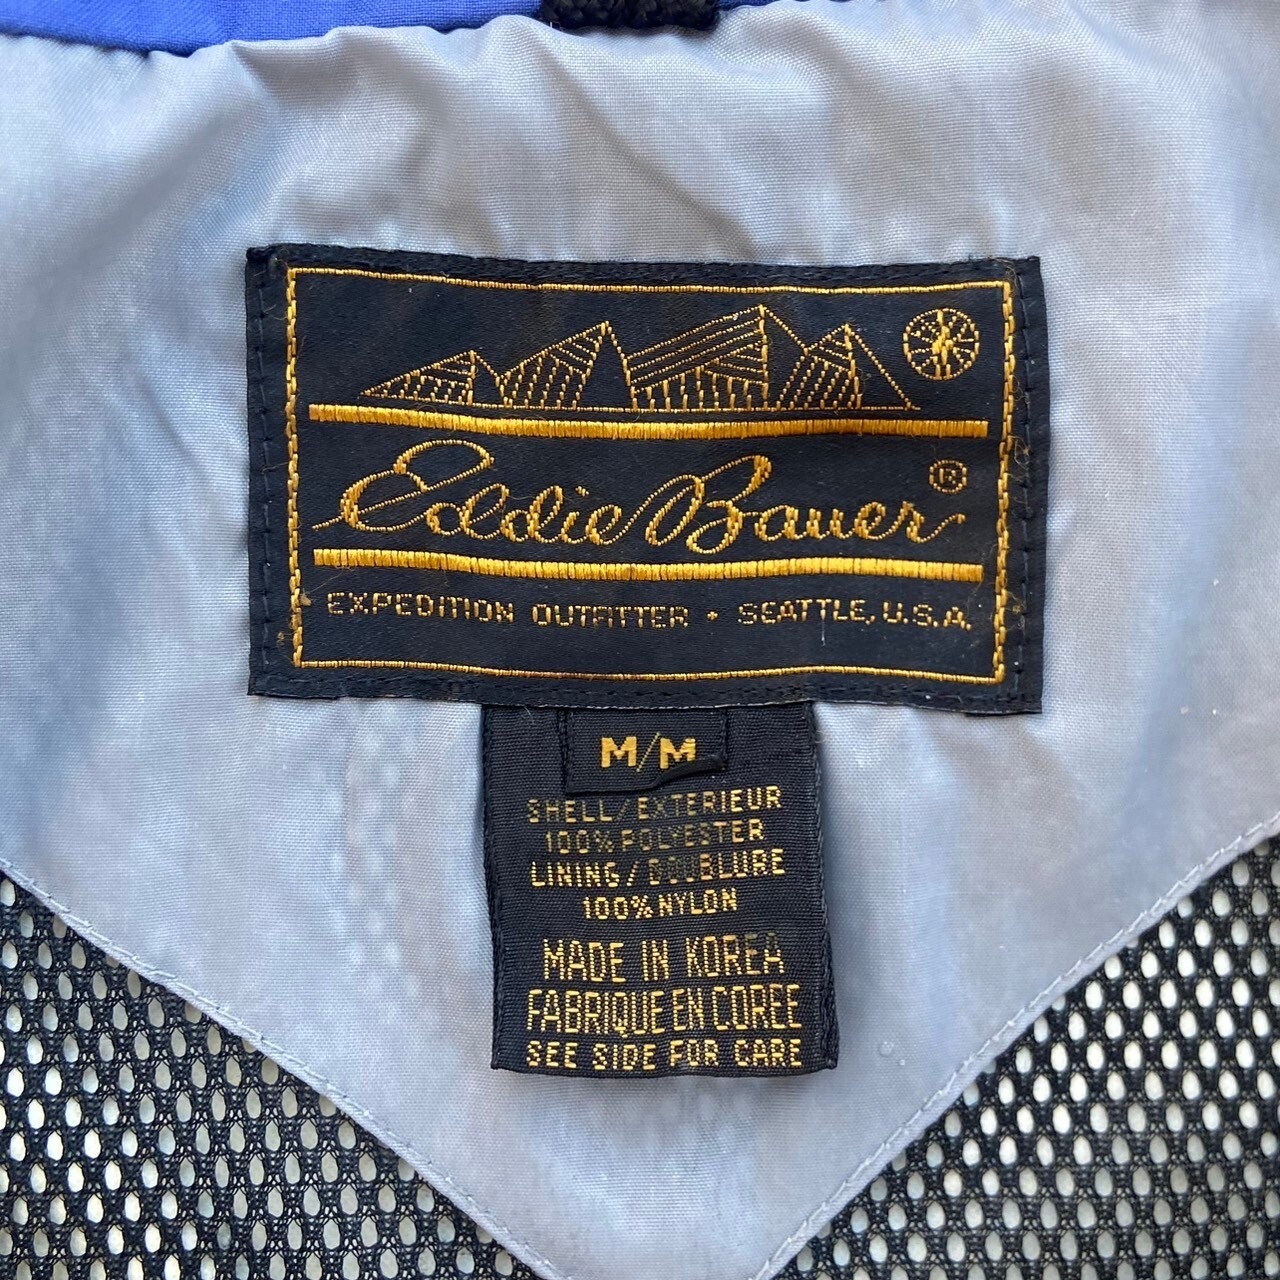 Eddie Bauer®
EXPEDITION OUTFITTER • SEATTLE, U.S.A.
M/M
SHELL/EXTERIEUR
100% POLYESTER
LINING/DOUBLURE
100% NYLON
MADE IN KOREA
FABRIQUE EN COREE
SEE SIDE FOR CARE